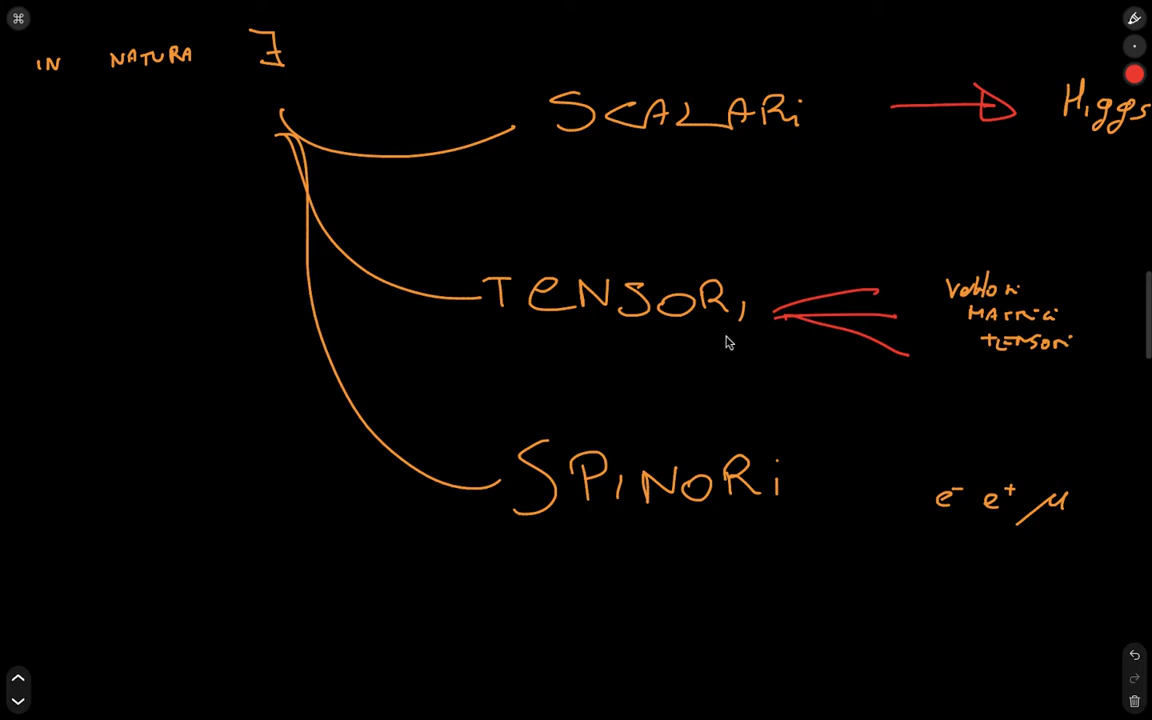 IN NATURA ∃
SCALARi
Higgs
TeNSORi
Vettori
MATRici
tENSOri
SPiNORi
e⁻ e⁺ μ